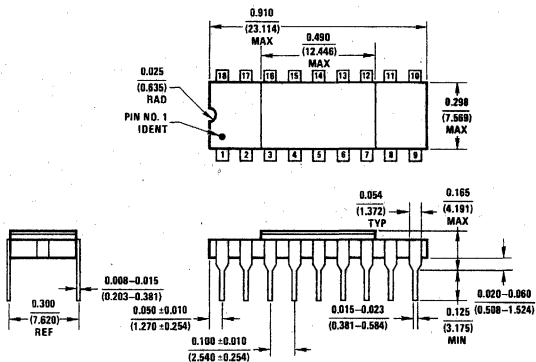 0.910
(23.114)
MAX
0.490
(12.446)
MAX
0.025
(0.635)
RAD
18 17 16 15 14 13 12 11 10
0.298
(7.569)
MAX
PIN NO. 1
IDENT
1 2 3 4 5 6 7 8 9
0.054
(1.372)
TYP
0.165
(4.191)
MAX
0.300
(7.620)
REF
0.008–0.015
(0.203–0.381)
0.050 ±0.010
(1.270 ±0.254)
0.100 ±0.010
(2.540 ±0.254)
0.015–0.023
(0.381–0.584)
0.125
(3.175)
MIN
0.020–0.060
(0.508–1.524)